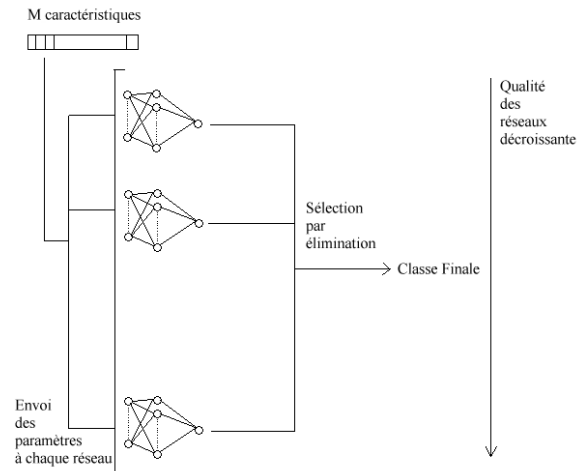 M caractéristiques
Qualité
des
réseaux
décroissante
Sélection
par
élimination
Classe Finale
Envoi
des
paramètres
à chaque réseau